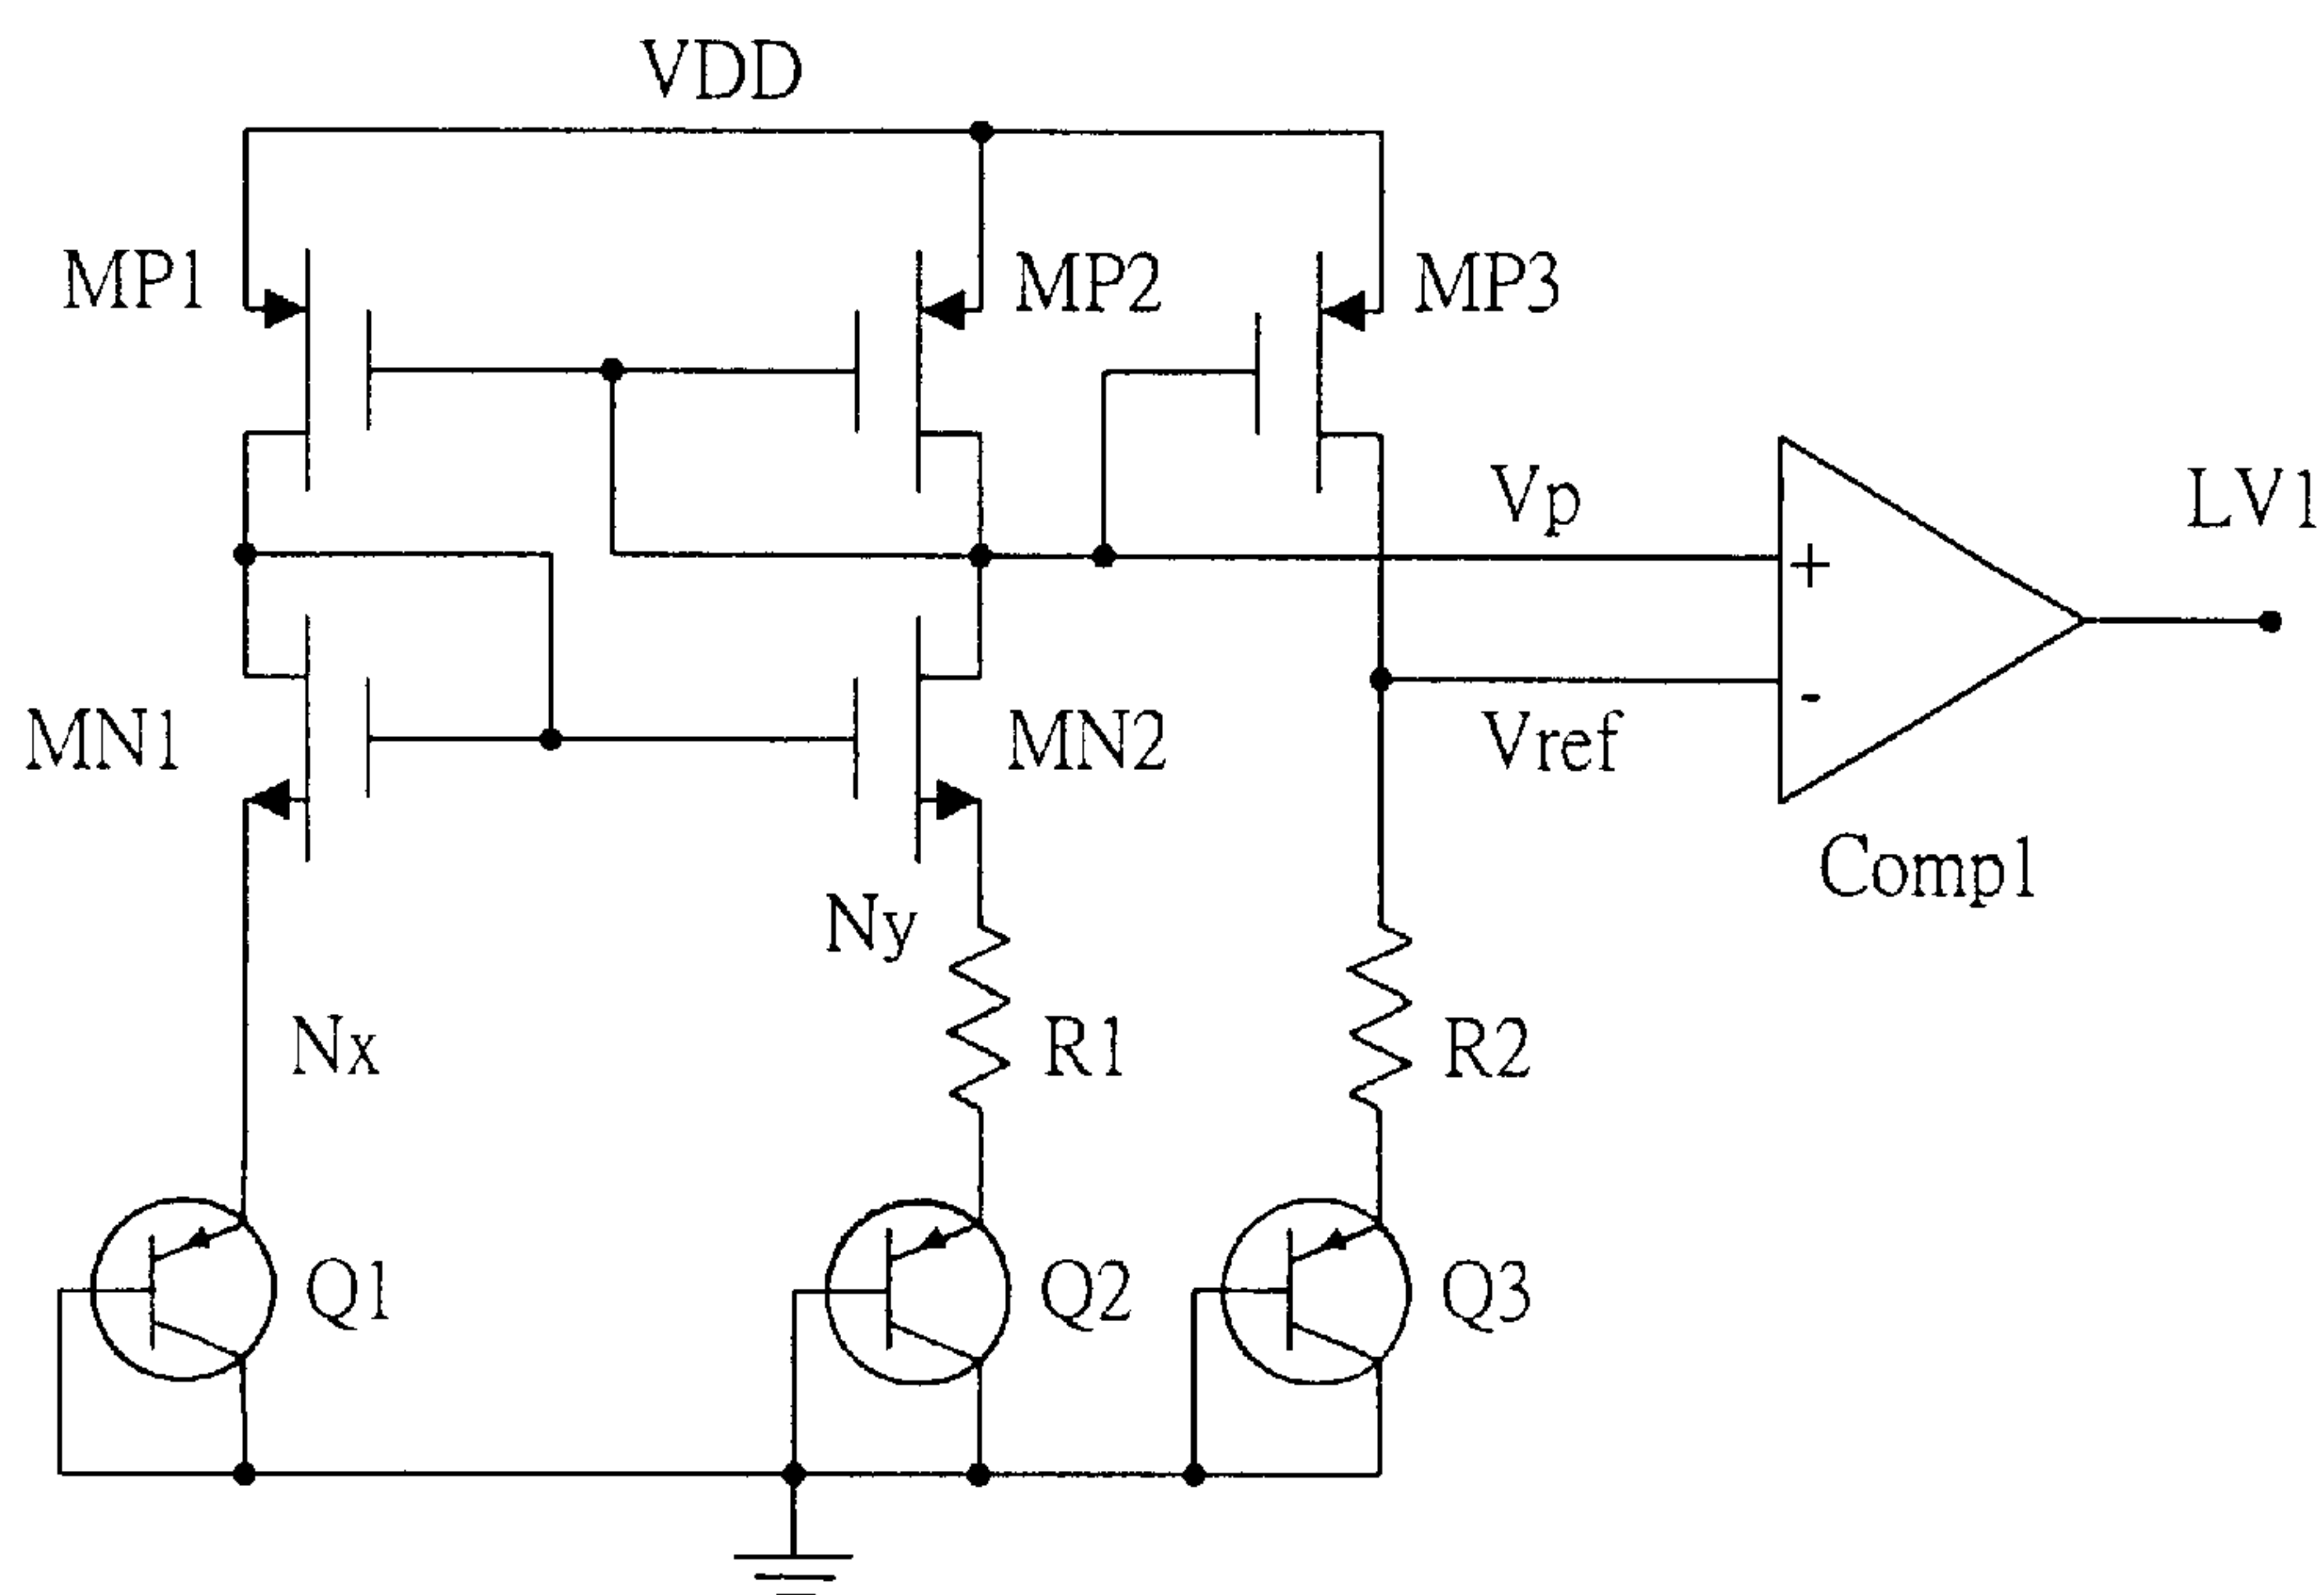 VDD
MP1
MP2
MP3
Vp
LV1
+
MN1
MN2
Vref
-
Comp1
Ny
Nx
R1
R2
Q1
Q2
Q3